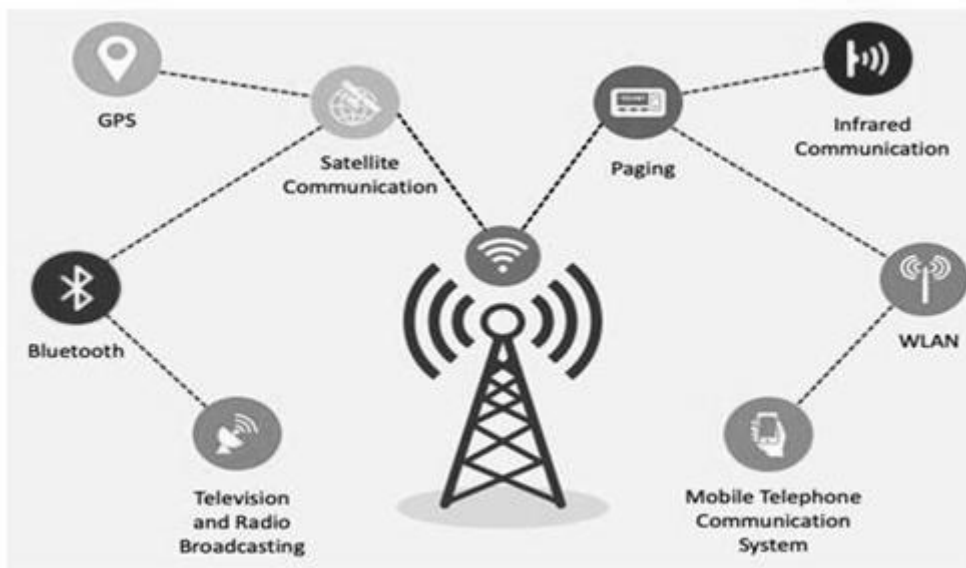 GPS
Satellite
Communication
Paging
Infrared
Communication
Bluetooth
WLAN
Television
and Radio
Broadcasting
Mobile Telephone
Communication
System